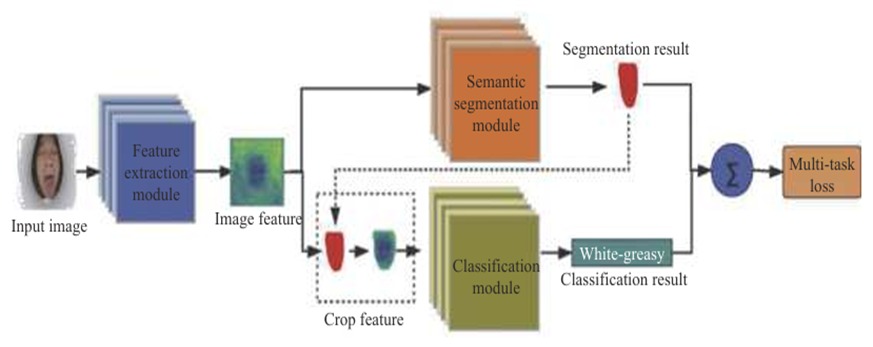 Input image
Feature
extraction
module
Image feature
Semantic
segmentation
module
Segmentation result
Crop feature
Classification
module
White-greasy
Classification result
Σ
Multi-task
loss